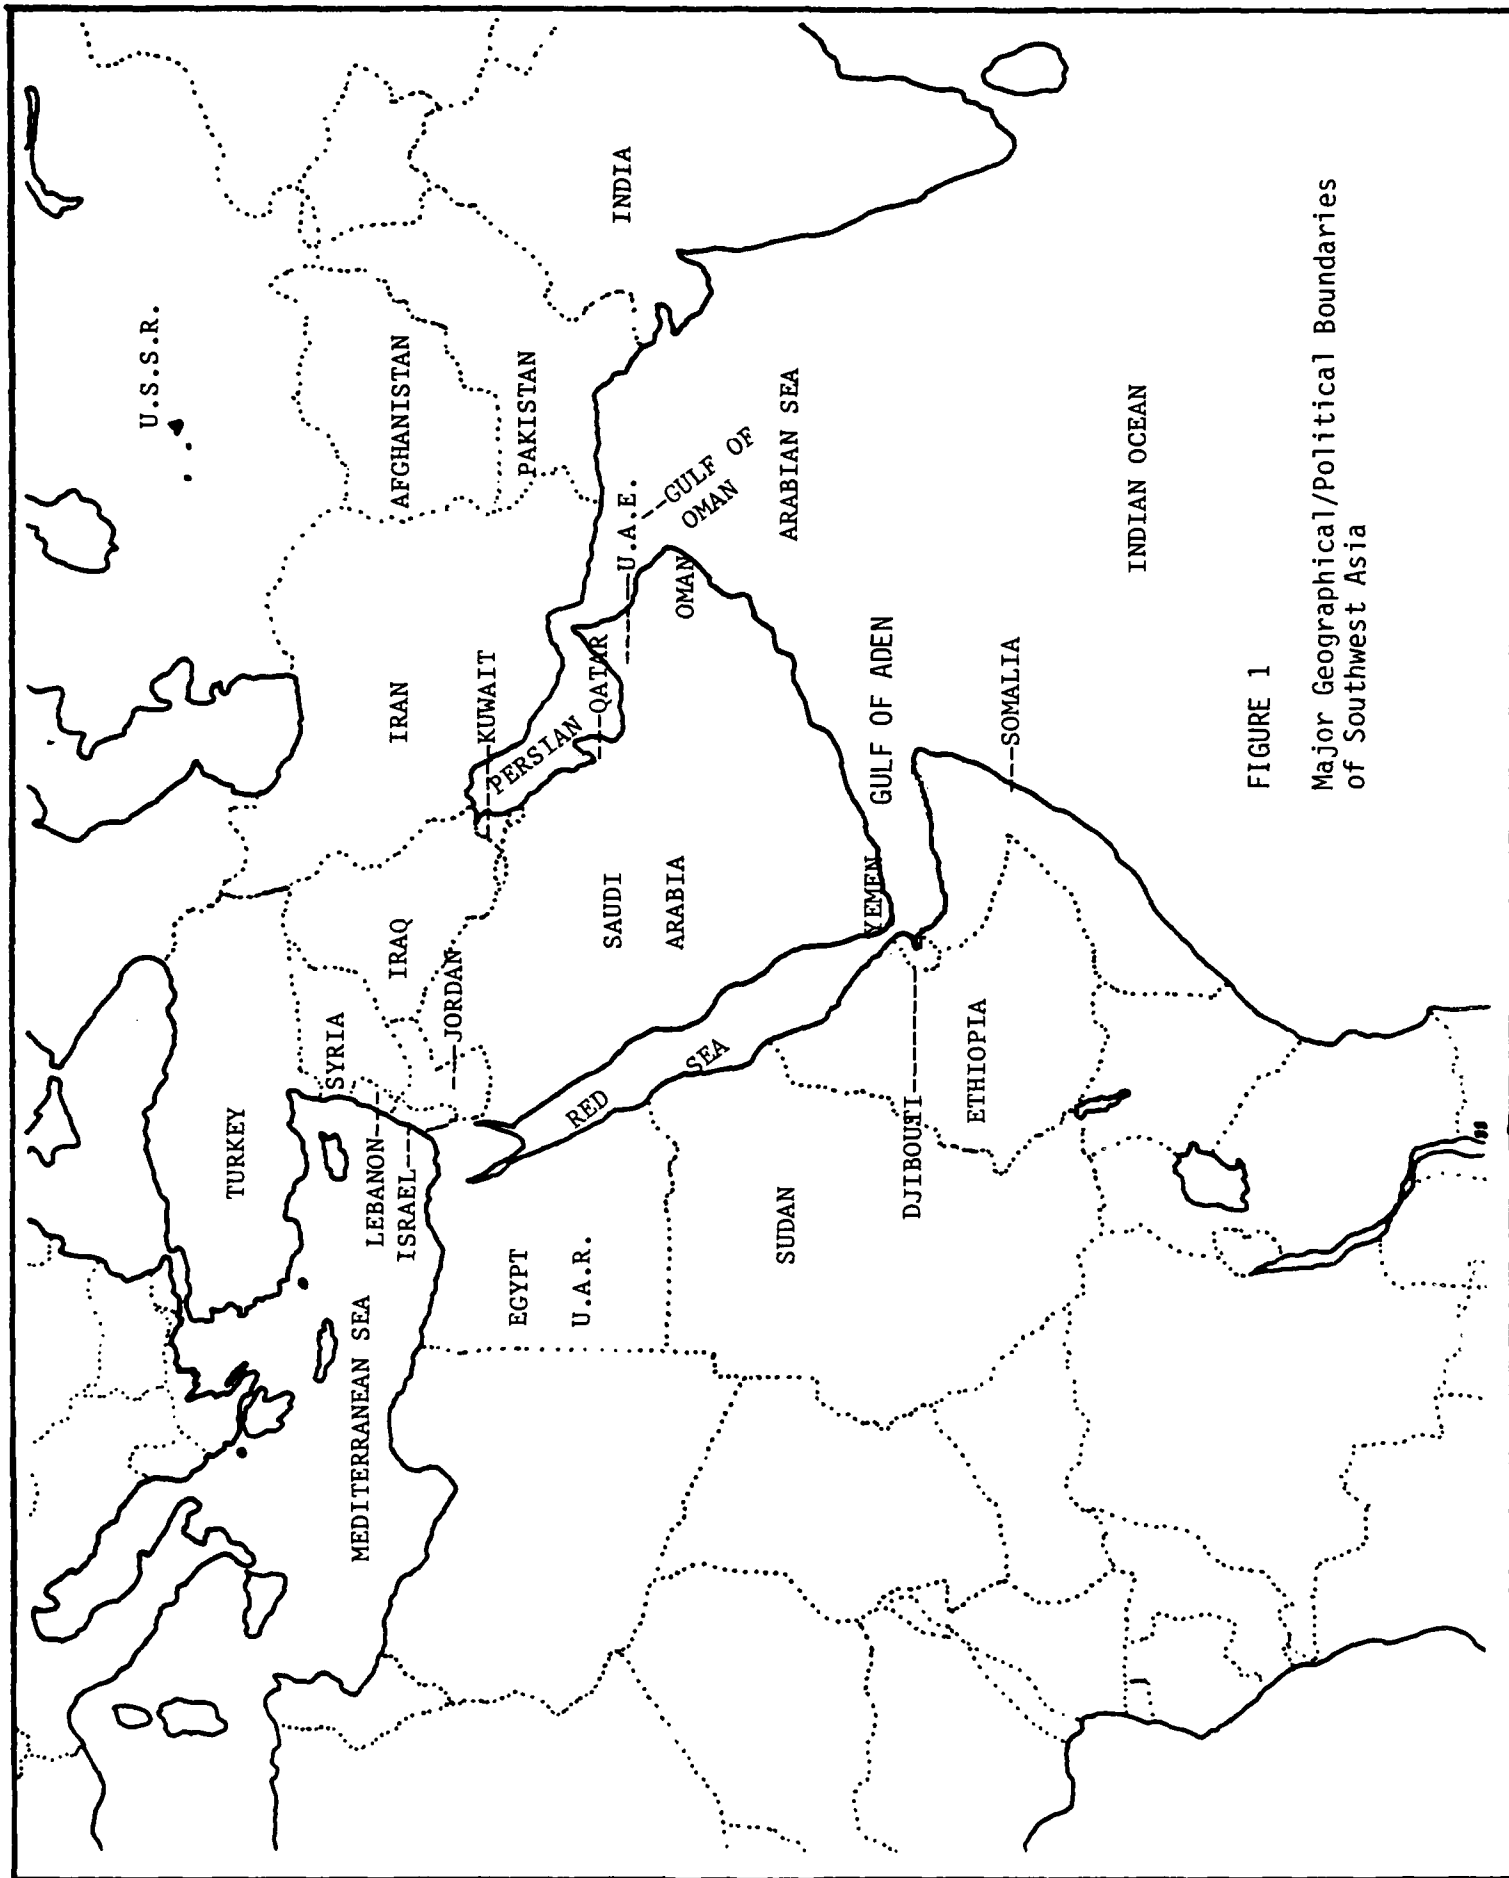 U.S.S.R.
TURKEY
SYRIA
LEBANON
ISRAEL
MEDITERRANEAN SEA
IRAQ
JORDAN
IRAN
AFGHANISTAN
KUWAIT
PAKISTAN
PERSIAN
QATAR
U.A.E.
INDIA
GULF OF
OMAN
EGYPT
U.A.R.
SAUDI
ARABIA
OMAN
RED
SEA
ARABIAN SEA
SUDAN
YEMEN
GULF OF ADEN
DJIBOUTI
ETHIOPIA
SOMALIA
INDIAN OCEAN
FIGURE 1
Major Geographical/Political Boundaries
of Southwest Asia